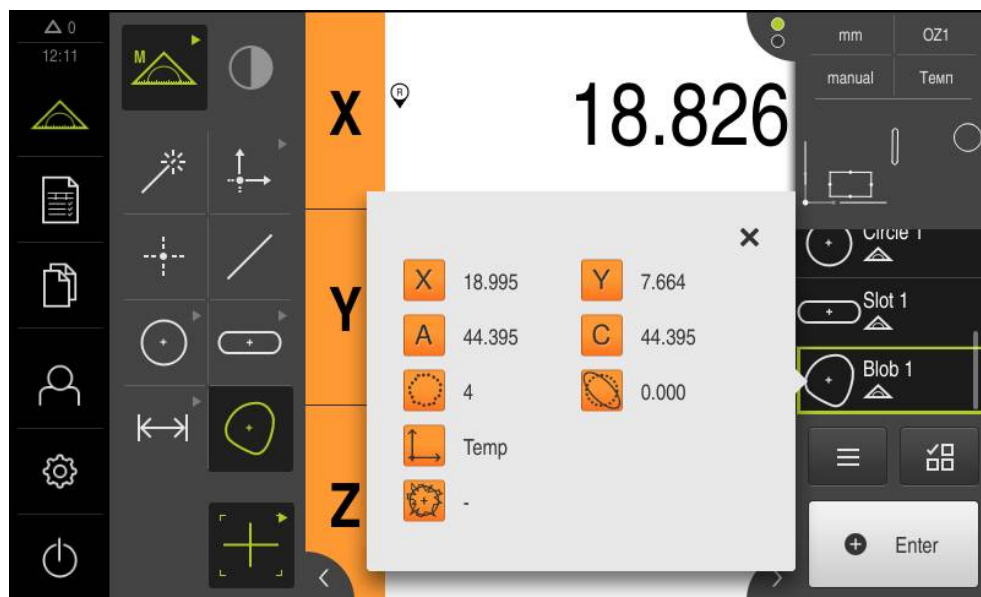 0
12:11
M
X
R
18.826
mm
OZ1
manual
Темп
X
18.995
Y
7.664
A
44.395
C
44.395
4
0.000
Temp
-
Y
Z
Circle 1
Slot 1
Blob 1
Enter